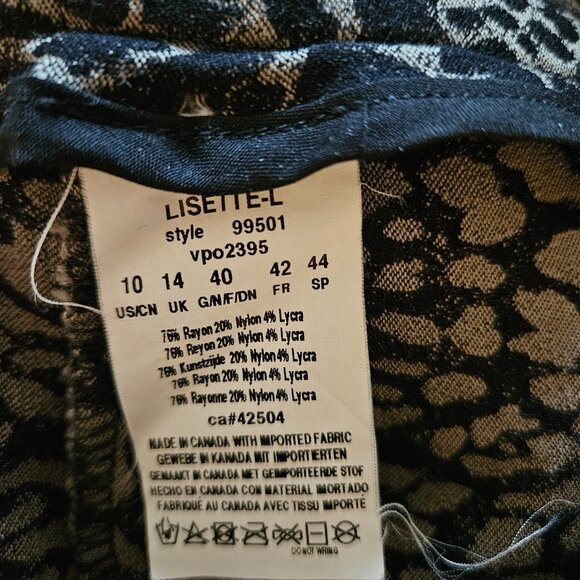 LISETTE-L
style 99501
vpo2395
10 14 40 42 44
US/CN UK G/N/F/DN FR SP
76% Rayon 20% Nylon 4% Lycra
76% Reyon 20% Nylon 4% Lycra
76% Kunstzijde 20% Nylon 4% Lycra
76% Rayon 20% Nylon 4% Lycra
76% Rayonne 20% Nylon 4% Lycra
ca#42504
MADE IN CANADA WITH IMPORTED FABRIC
GEWEBE IN KANADA MIT IMPORTIERTEN
GEMAAKT IN CANADA MET GEIMPORTEERDE STOF
HECHO EN CANADA CON MATERIAL IMPORTADO
FABRIQUÉ AU CANADA AVEC TISSU IMPORTÉ
DO NOT WRING